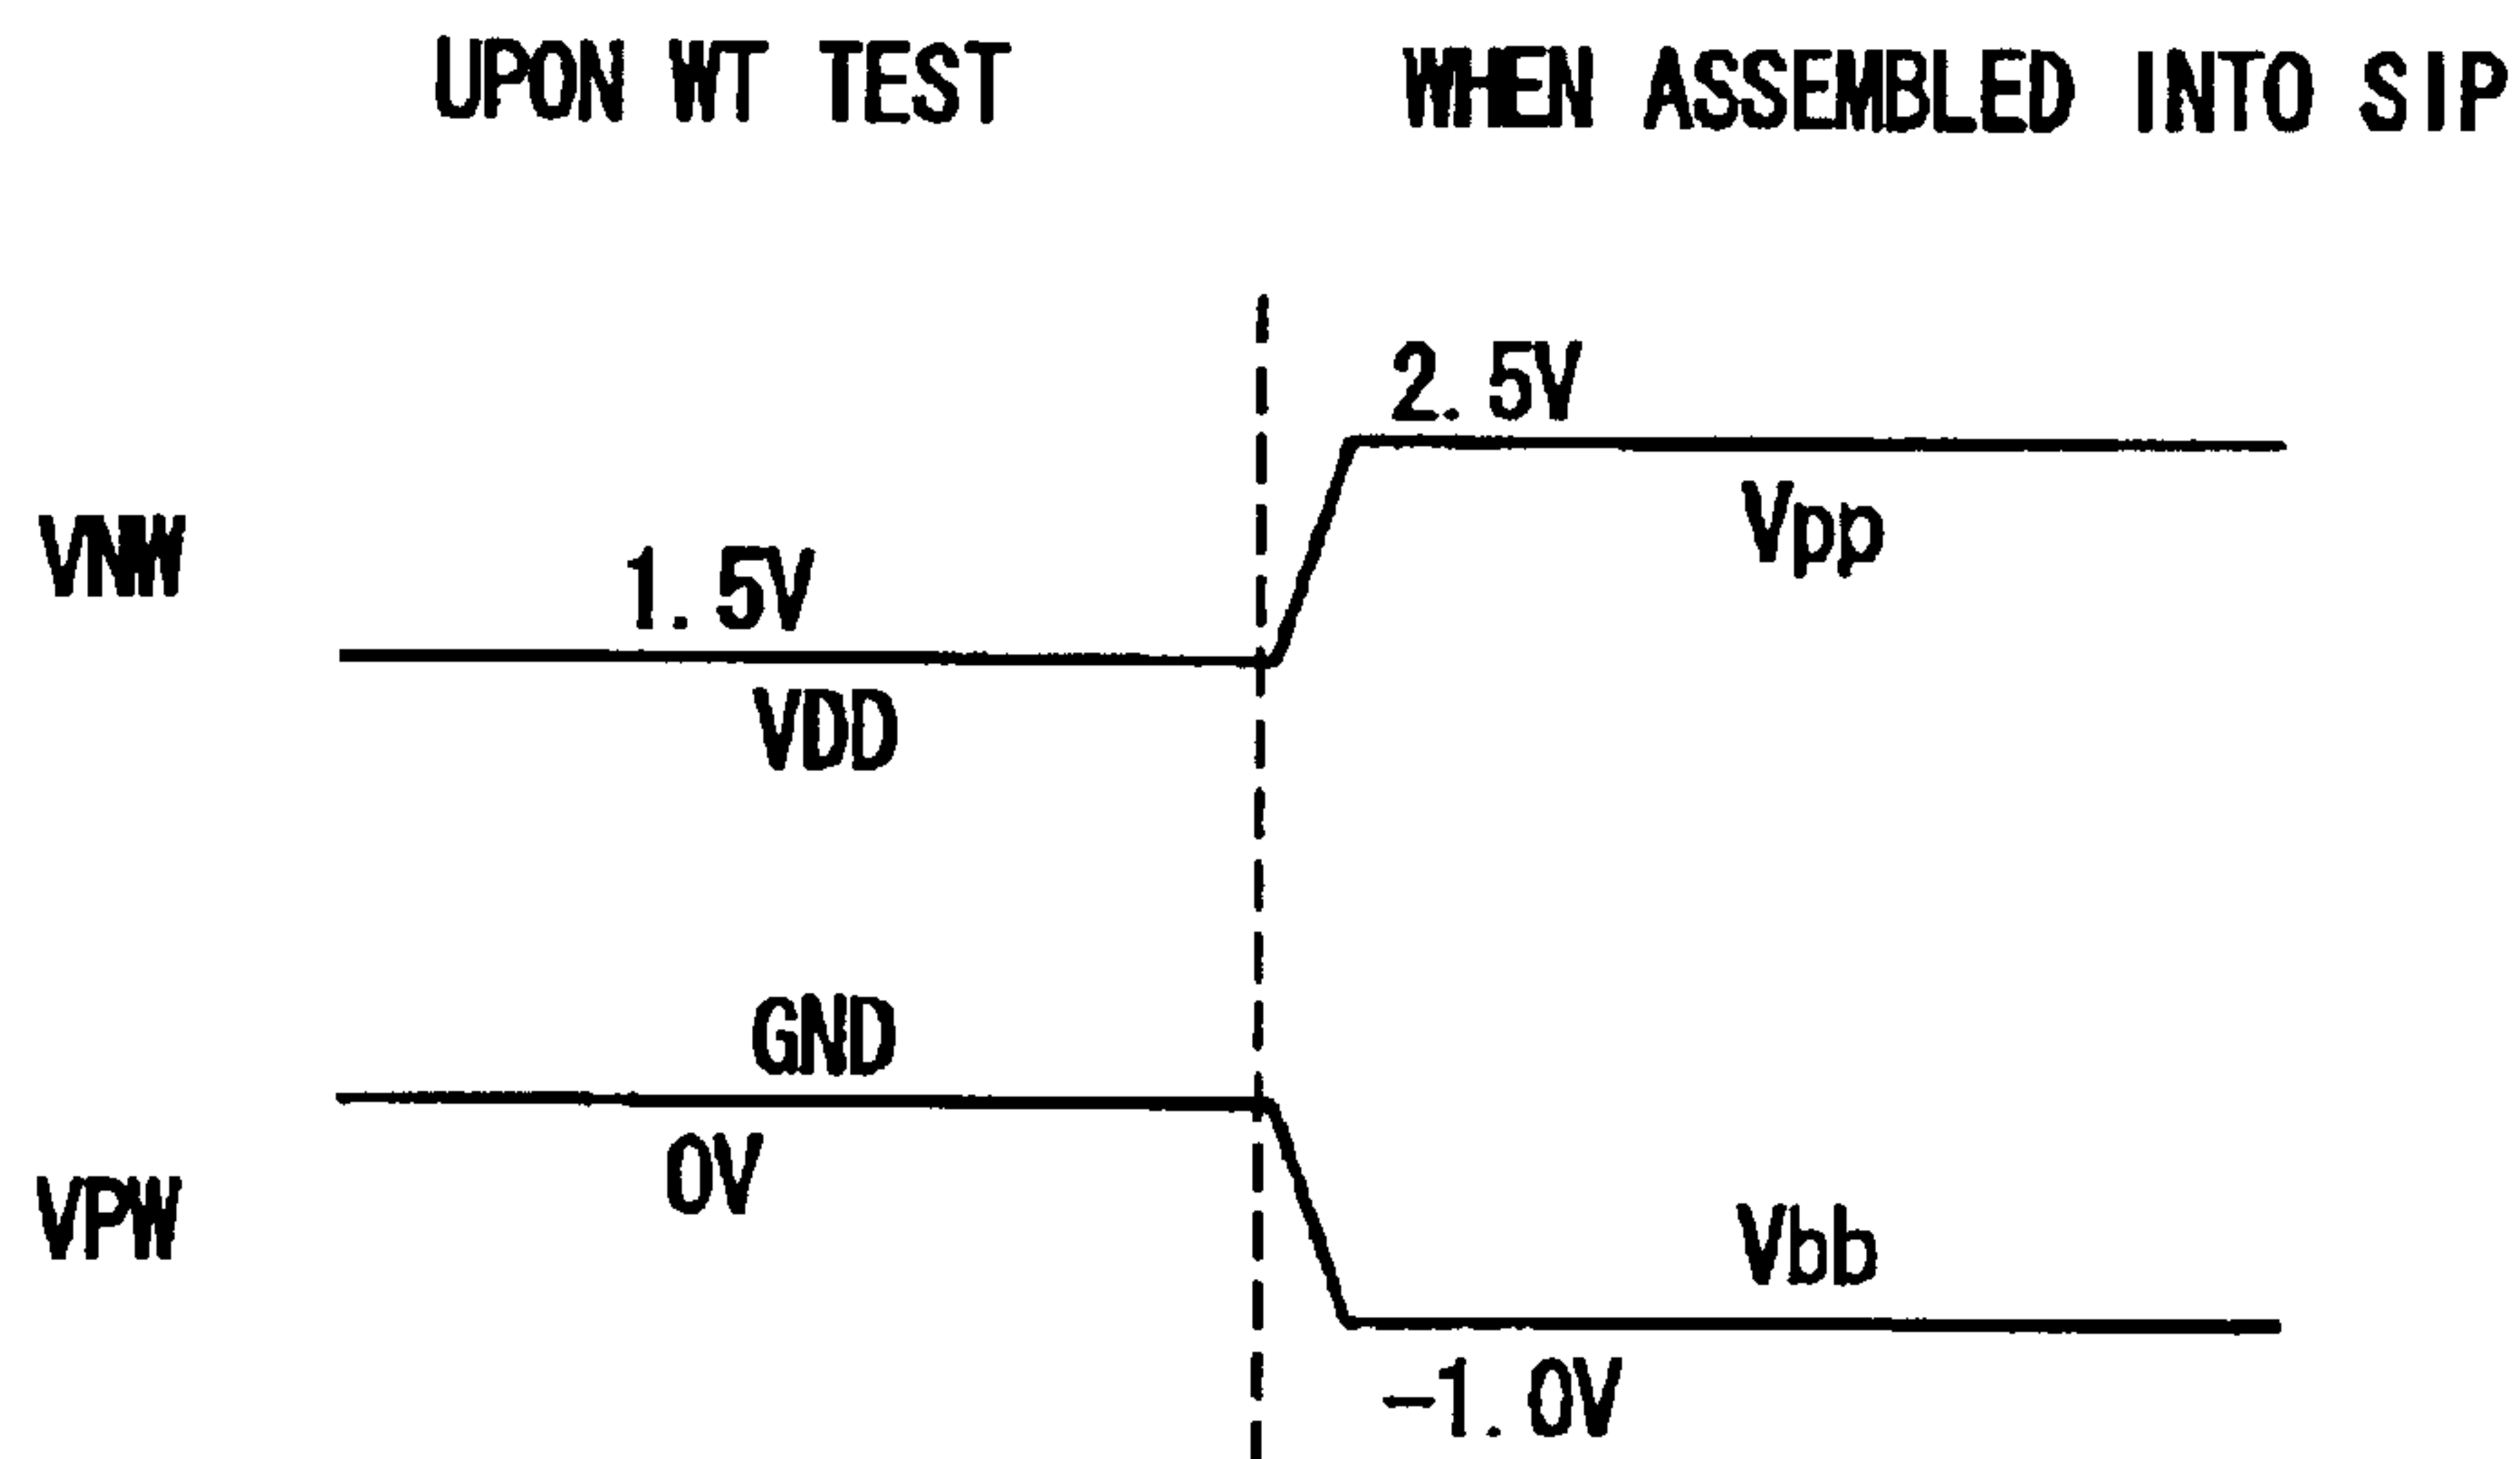 UPON WT TEST
WHEN ASSEMBLED INTO SIP
2.5V
Vpp
VNW
1.5V
VDD
GND
0V
VPW
Vbb
-1.0V